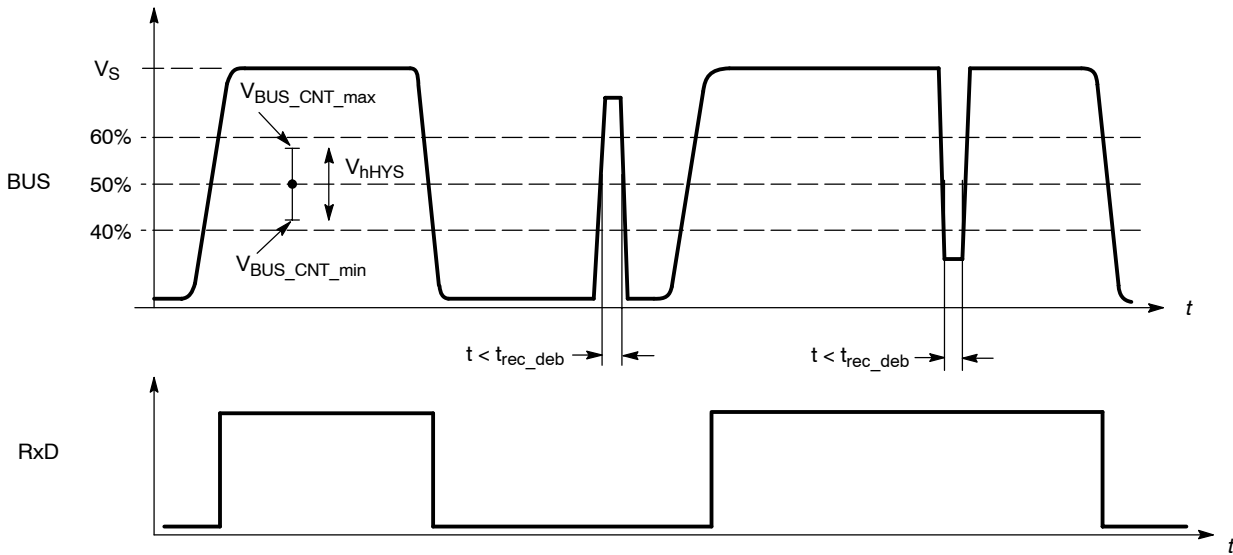 V_S
V_BUS_CNT_max
60%
V_hHYS
BUS
50%
40%
V_BUS_CNT_min
t
t < t_rec_deb
t < t_rec_deb
RxD
t